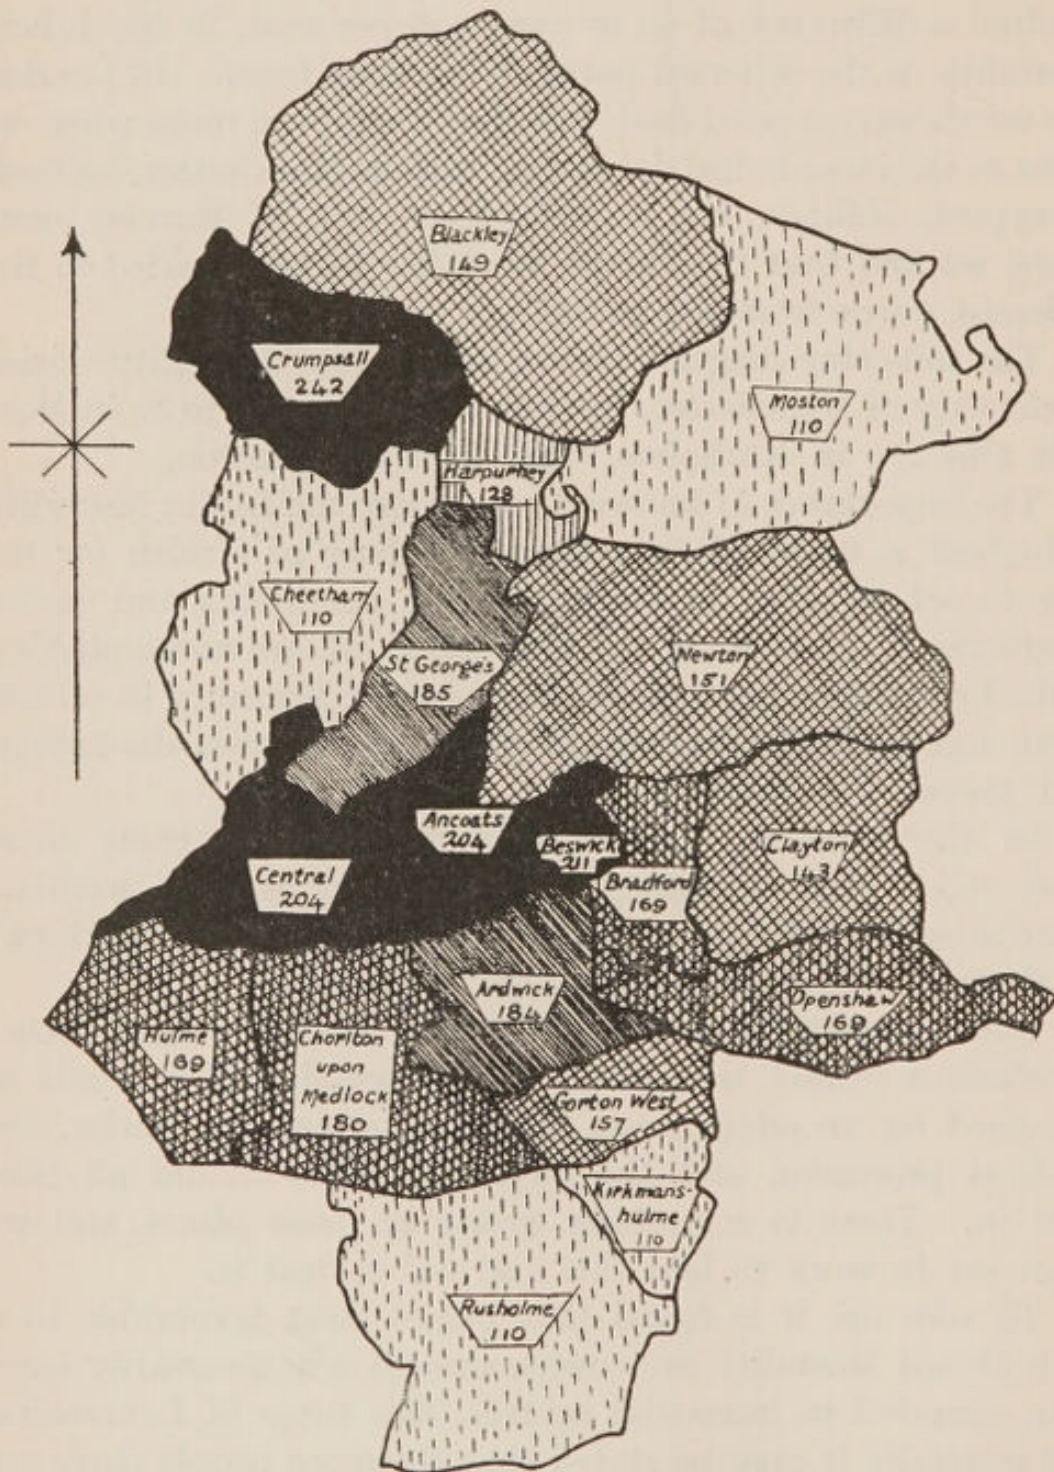 Blackley
149
Crumpsall
242
Moston
110
Harpurhey
128
Cheetham
110
St George's
185
Newton
151
Ancoats
204
Beswick
211
Clayton
143
Central
204
Bradford
169
Ardwick
184
Openshaw
169
Hulme
169
Chorlton
upon
Medlock
180
Gorton West
157
Kirkmans-
hulme
110
Rusholme
110